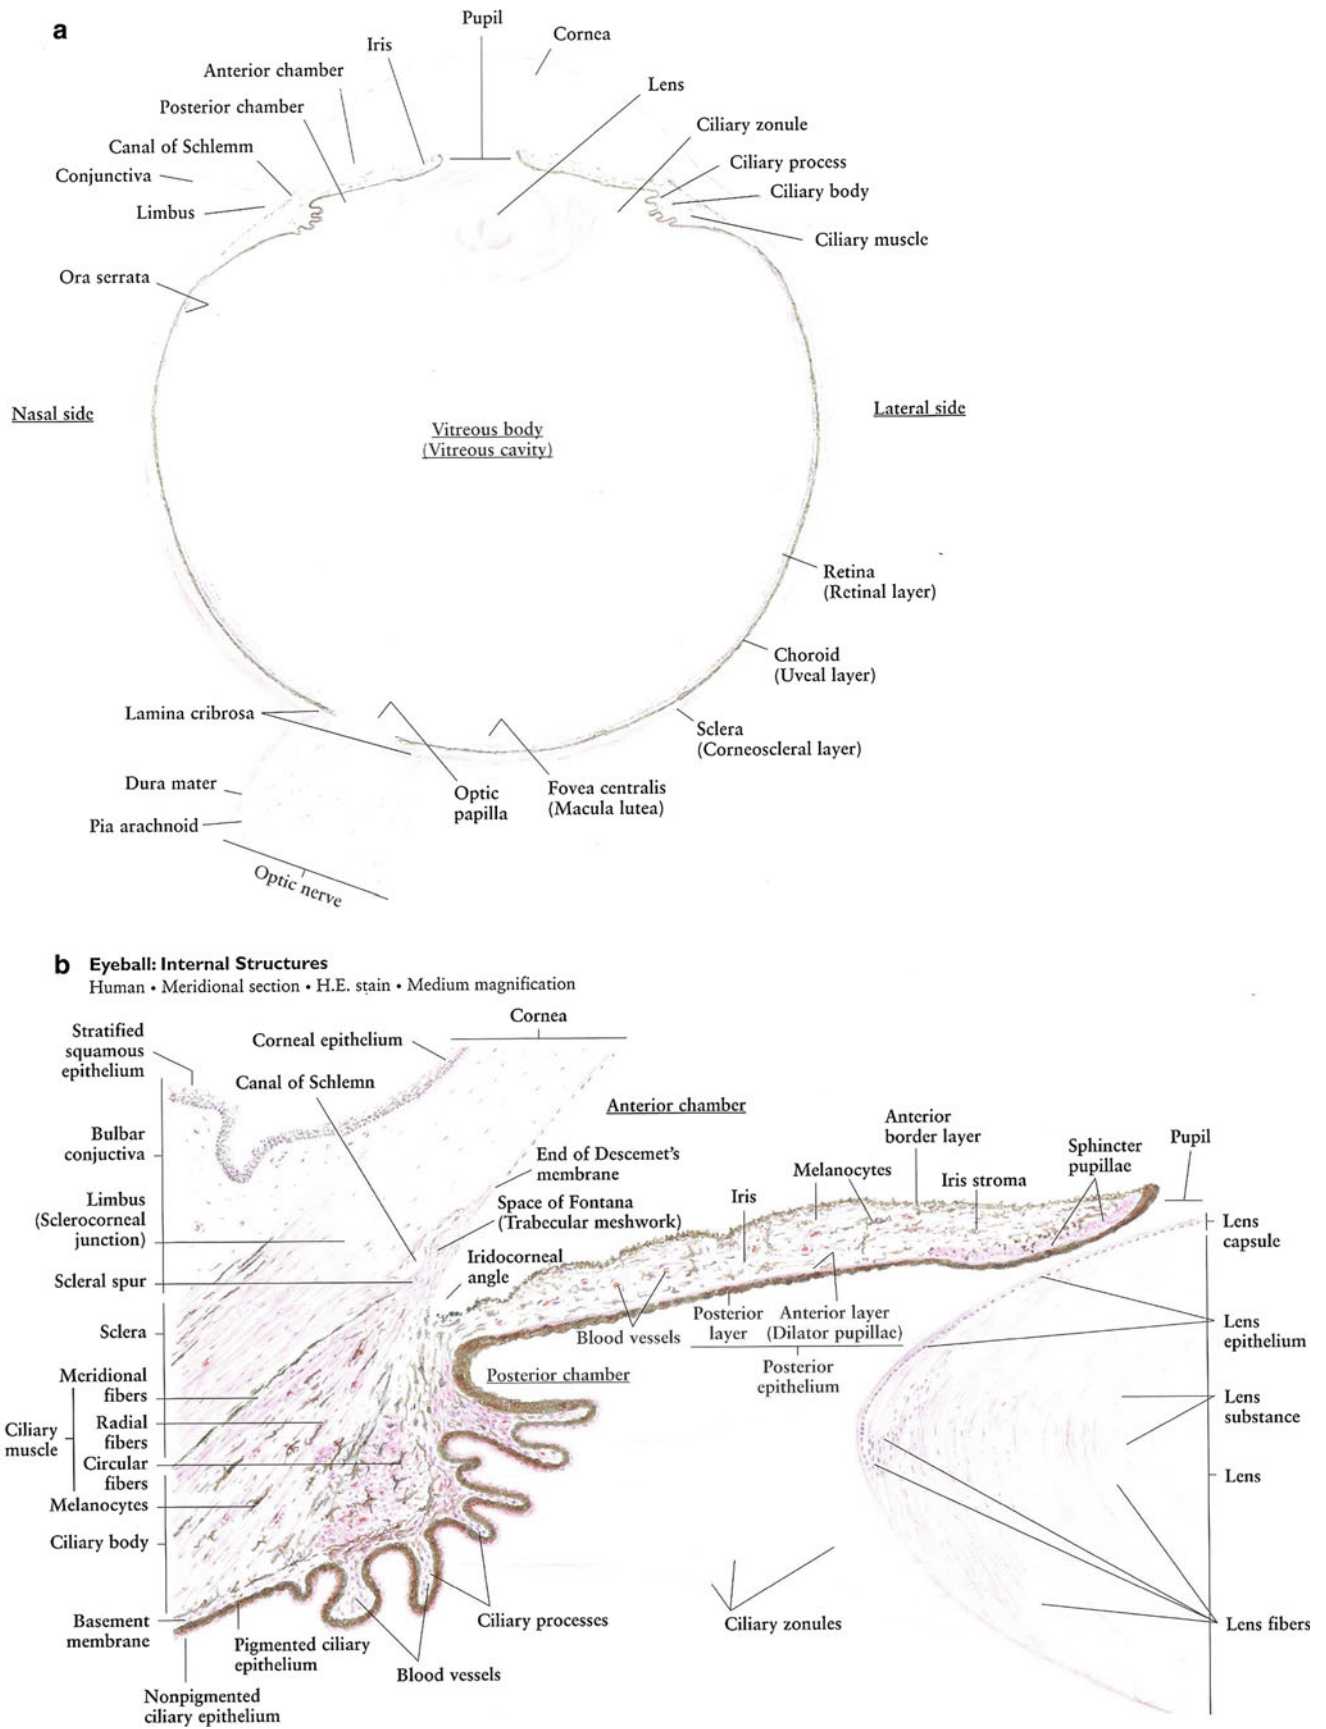 a
Pupil
Iris
Cornea
Anterior chamber
Lens
Posterior chamber
Ciliary zonule
Canal of Schlemm
Ciliary process
Conjunctiva
Ciliary body
Limbus
Ciliary muscle
Ora serrata
Nasal side
Lateral side
Vitreous body
(Vitreous cavity)
Retina
(Retinal layer)
Choroid
(Uveal layer)
Lamina cribrosa
Sclera
(Corneoscleral layer)
Dura mater
Optic
papilla
Fovea centralis
(Macula lutea)
Pia arachnoid
Optic nerve
b Eyeball: Internal Structures
Human • Meridional section • H.E. stain • Medium magnification
Cornea
Stratified
squamous
epithelium
Corneal epithelium
Canal of Schlemn
Anterior chamber
Bulbar
conjuctiva
Anterior
border layer
Sphincter
pupillae
Pupil
End of Descemet's
membrane
Melanocytes
Iris stroma
Iris
Limbus
(Sclerocorneal
junction)
Space of Fontana
(Trabecular meshwork)
Lens
capsule
Iridocorneal
angle
Scleral spur
Sclera
Blood vessels
Posterior
layer
Anterior layer
(Dilator pupillae)
Lens
epithelium
Posterior
epithelium
Posterior chamber
Meridional
fibers
Ciliary
muscle
Radial
fibers
Circular
fibers
Lens
substance
Lens
Melanocytes
Ciliary body
Basement
membrane
Ciliary processes
Ciliary zonules
Lens fibers
Pigmented ciliary
epithelium
Blood vessels
Nonpigmented
ciliary epithelium